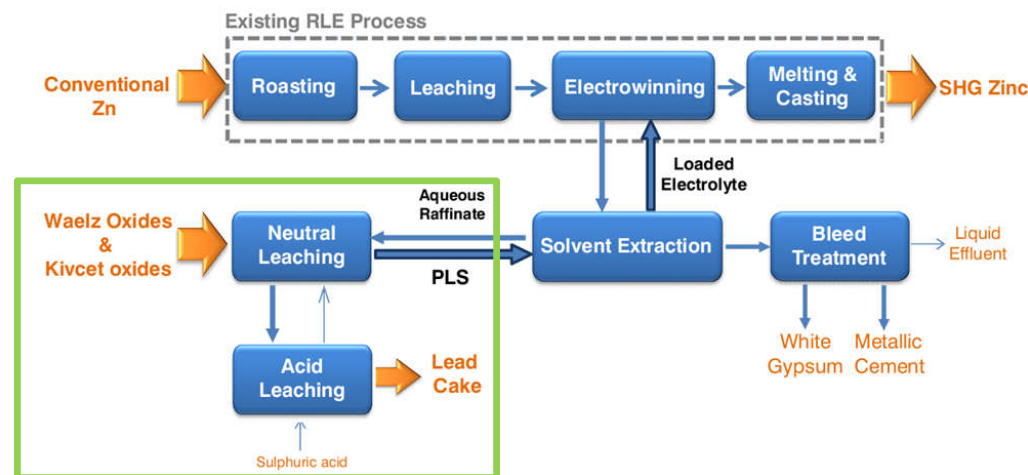 Existing RLE Process
Conventional
Zn
Roasting
Leaching
Electrowinning
Melting &
Casting
SHG Zinc
Loaded
Electrolyte
Waelz Oxides
&
Kivcet oxides
Neutral
Leaching
Aqueous
Raffinate
PLS
Solvent Extraction
Bleed
Treatment
Liquid
Effluent
White
Gypsum
Metallic
Cement
Acid
Leaching
Lead
Cake
Sulphuric acid